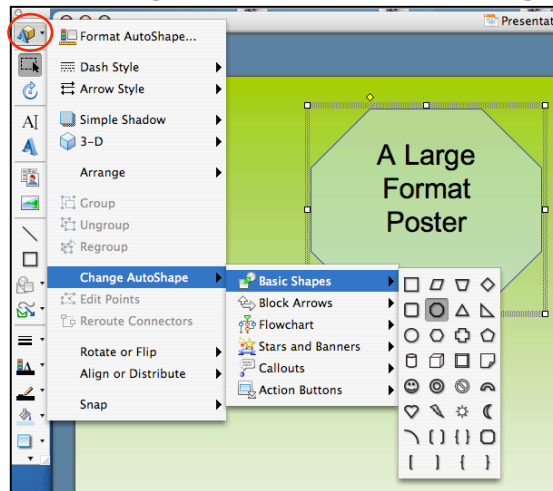 Presentat
Format AutoShape...
Dash Style
Arrow Style
Simple Shadow
3-D
Arrange
Group
Ungroup
Regroup
Change AutoShape
Edit Points
Reroute Connectors
Rotate or Flip
Align or Distribute
Snap
Basic Shapes
Block Arrows
Flowchart
Stars and Banners
Callouts
Action Buttons
A Large
Format
Poster
AI
A